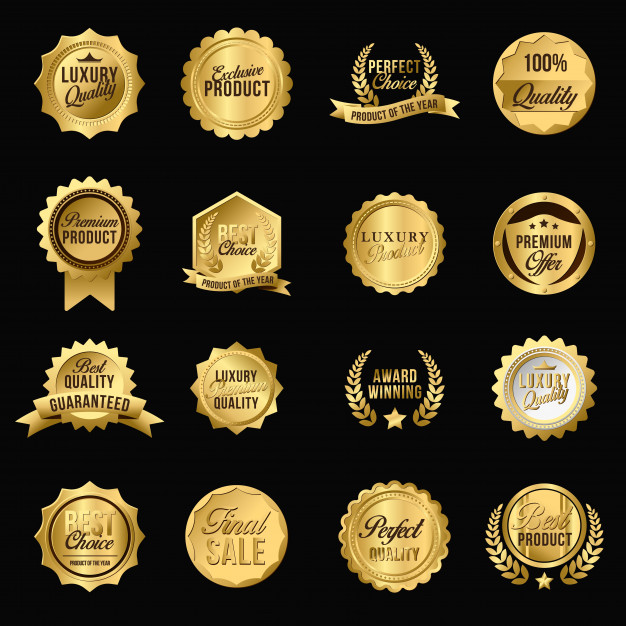 LUXURY
Quality
Exclusive
PRODUCT
PERFECT
Choice
PRODUCT OF THE YEAR
100%
Quality
Premium
PRODUCT
BEST
Choice
PRODUCT OF THE YEAR
LUXURY
Product
PREMIUM
Offer
Best
QUALITY
GUARANTEED
LUXURY
Premium
QUALITY
AWARD
WINNING
LUXURY
Quality
BEST
Choice
PRODUCT OF THE YEAR
Final
SALE
Perfect
QUALITY
Best
PRODUCT